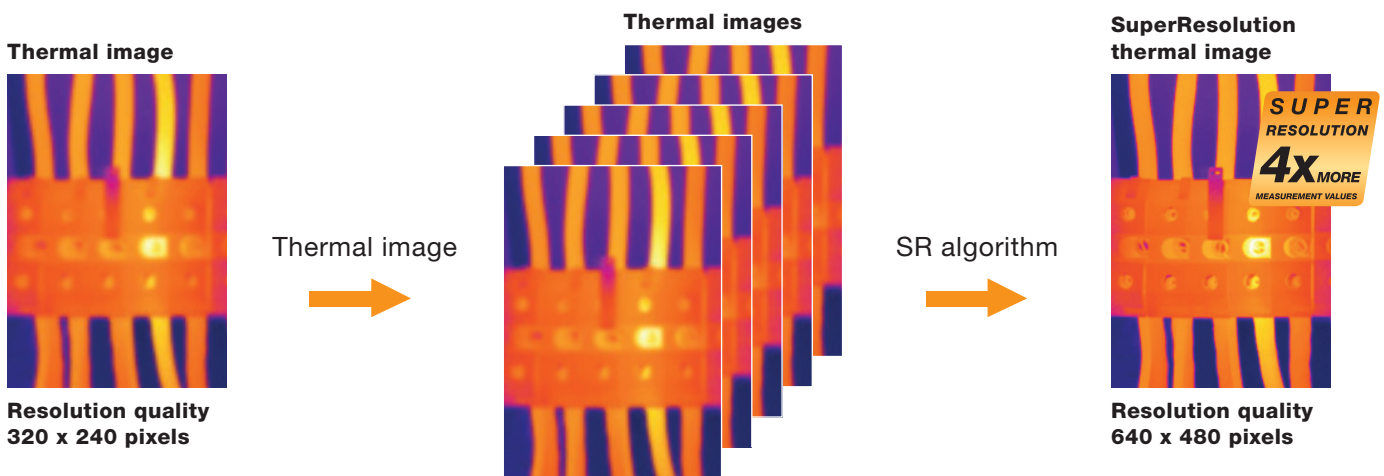 Thermal image
Resolution quality
320 x 240 pixels
Thermal image
Thermal images
SR algorithm
SuperResolution
thermal image
SUPER
RESOLUTION
4x MORE
MEASUREMENT VALUES
Resolution quality
640 x 480 pixels